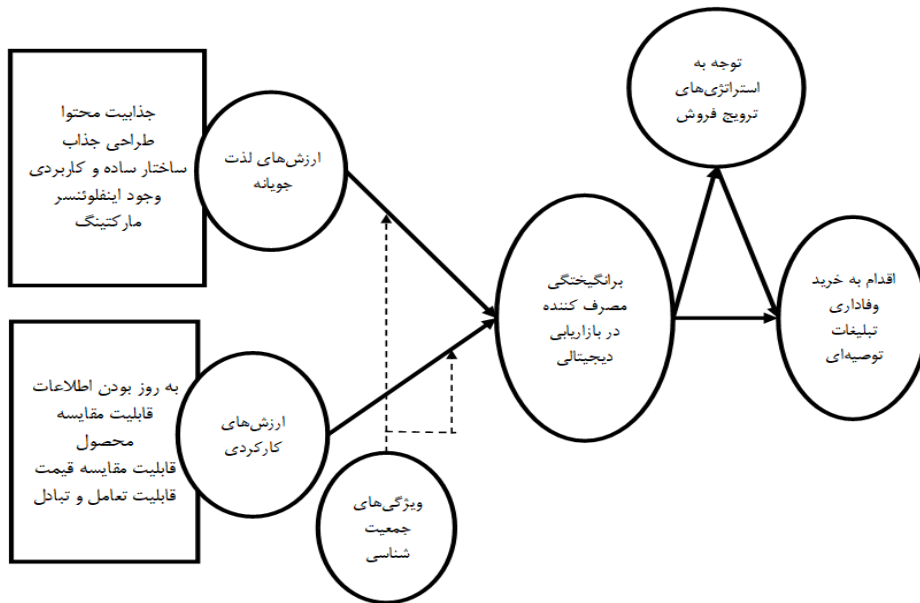 توجه به
استراتژی‌های
ترویج فروش
جذابیت محتوا
طراحی جذاب
ساختار ساده و کاربردی
وجود اینفلوئنسر
مارکتینگ
ارزش‌های لذت
جویانه
برانگیختگی
مصرف کننده
در بازاریابی
دیجیتالی
اقدام به خرید
وفاداری
تبلیغات
توصیه‌ای
به روز بودن اطلاعات
قابلیت مقایسه
محصول
قابلیت مقایسه قیمت
قابلیت تعامل و تبادل
ارزش‌های
کارکردی
ویژگی‌های
جمعیت
شناسی